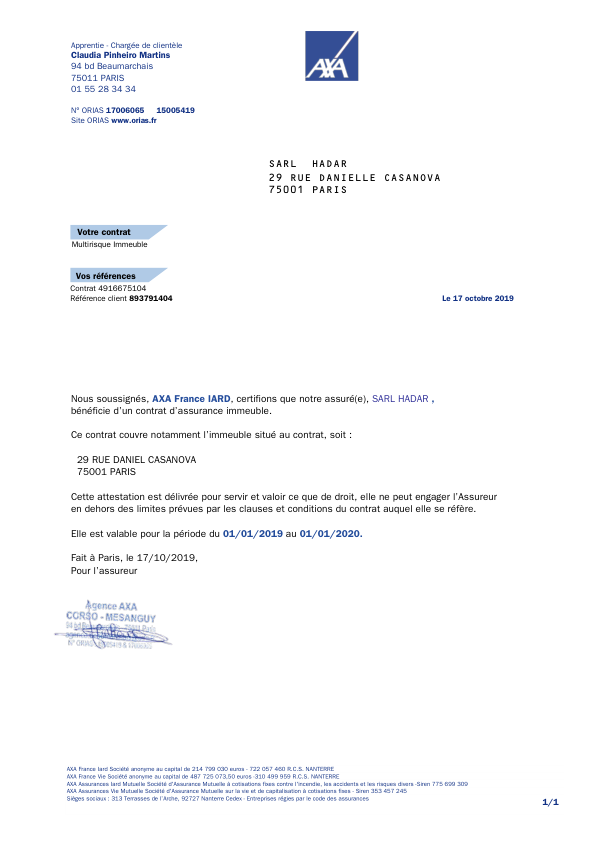 Apprentie - Chargée de clientèle
Claudia Pinheiro Martins
94 bd Beaumarchais
75011 PARIS
01 55 28 34 34
N° ORIAS 17006065 15005419
Site ORIAS www.orias.fr
AXA
SARL HADAR
29 RUE DANIELLE CASANOVA
75001 PARIS
Votre contrat
Multirisque Immeuble
Vos références
Contrat 4916675104
Référence client 893791404
Le 17 octobre 2019
Nous soussignés, AXA France IARD, certifions que notre assuré(e), SARL HADAR ,
bénéficie d'un contrat d'assurance immeuble.
Ce contrat couvre notamment l'immeuble situé au contrat, soit :
29 RUE DANIEL CASANOVA
75001 PARIS
Cette attestation est délivrée pour servir et valoir ce que de droit, elle ne peut engager l'Assureur
en dehors des limites prévues par les clauses et conditions du contrat auquel elle se réfère.
Elle est valable pour la période du 01/01/2019 au 01/01/2020.
Fait à Paris, le 17/10/2019,
Pour l'assureur
Agence AXA
CORSO - MESANGUY
N° ORIAS
AXA France Iard Société anonyme au capital de 214 799 030 euros - 722 057 460 R.C.S. NANTERRE
AXA France Vie Société anonyme au capital de 487 725 073,50 euros -310 499 959 R.C.S. NANTERRE
AXA Assurances Iard Mutuelle Société d'Assurance Mutuelle à cotisations fixes contre l'incendie, les accidents et les risques divers -Siren 775 699 309
AXA Assurances Vie Mutuelle Société d'Assurance Mutuelle sur la vie et de capitalisation à cotisations fixes - Siren 353 457 245
Sièges sociaux : 313 Terrasses de l'Arche, 92727 Nanterre Cedex - Entreprises régies par le code des assurances
1/1